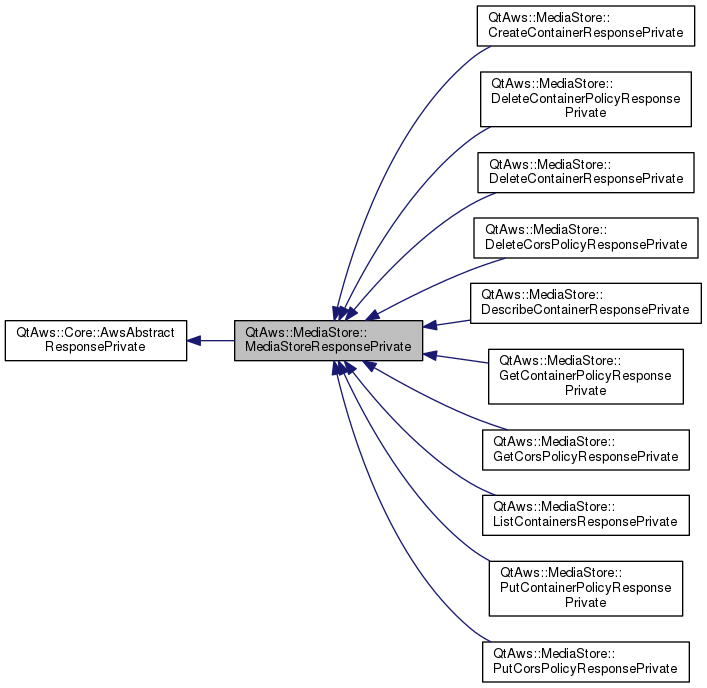 QtAws::Core::AwsAbstract
ResponsePrivate
QtAws::MediaStore::
MediaStoreResponsePrivate
QtAws::MediaStore::
CreateContainerResponsePrivate
QtAws::MediaStore::
DeleteContainerPolicyResponse
Private
QtAws::MediaStore::
DeleteContainerResponsePrivate
QtAws::MediaStore::
DeleteCorsPolicyResponsePrivate
QtAws::MediaStore::
DescribeContainerResponsePrivate
QtAws::MediaStore::
GetContainerPolicyResponse
Private
QtAws::MediaStore::
GetCorsPolicyResponsePrivate
QtAws::MediaStore::
ListContainersResponsePrivate
QtAws::MediaStore::
PutContainerPolicyResponse
Private
QtAws::MediaStore::
PutCorsPolicyResponsePrivate